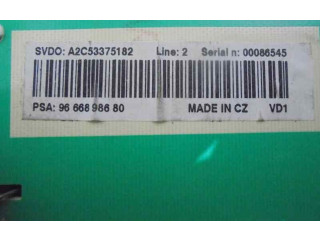 SVDO: A2C53375182 Line: 2 Serial n: 00086545
PSA: 96 668 986 80 MADE IN CZ VD1